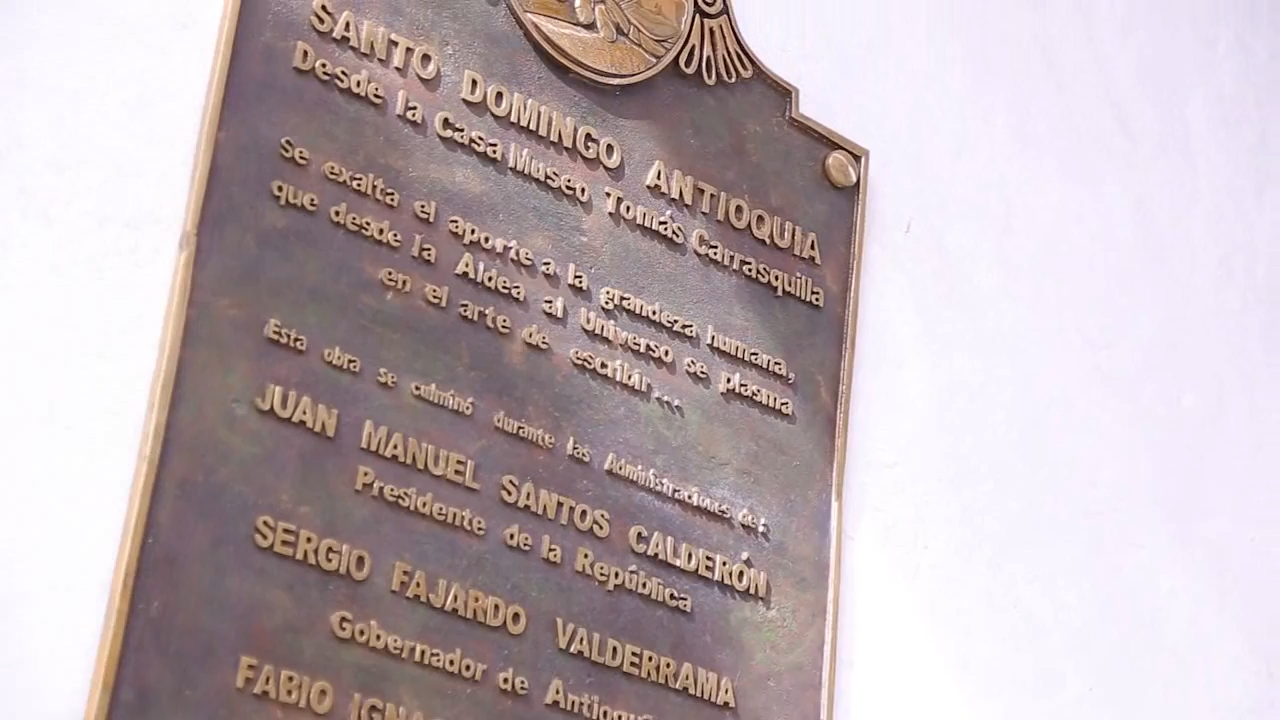 SANTO DOMINGO ANTIOQUIA
Desde la Casa Museo Tomás Carrasquilla
Se exalta el aporte a la grandeza humana,
que desde la Aldea al Universo se plasma
en el arte de escribir...
Esta obra se culminó durante las Administraciones de:
JUAN MANUEL SANTOS CALDERÓN
Presidente de la República
SERGIO FAJARDO VALDERRAMA
Gobernador de
FABIO